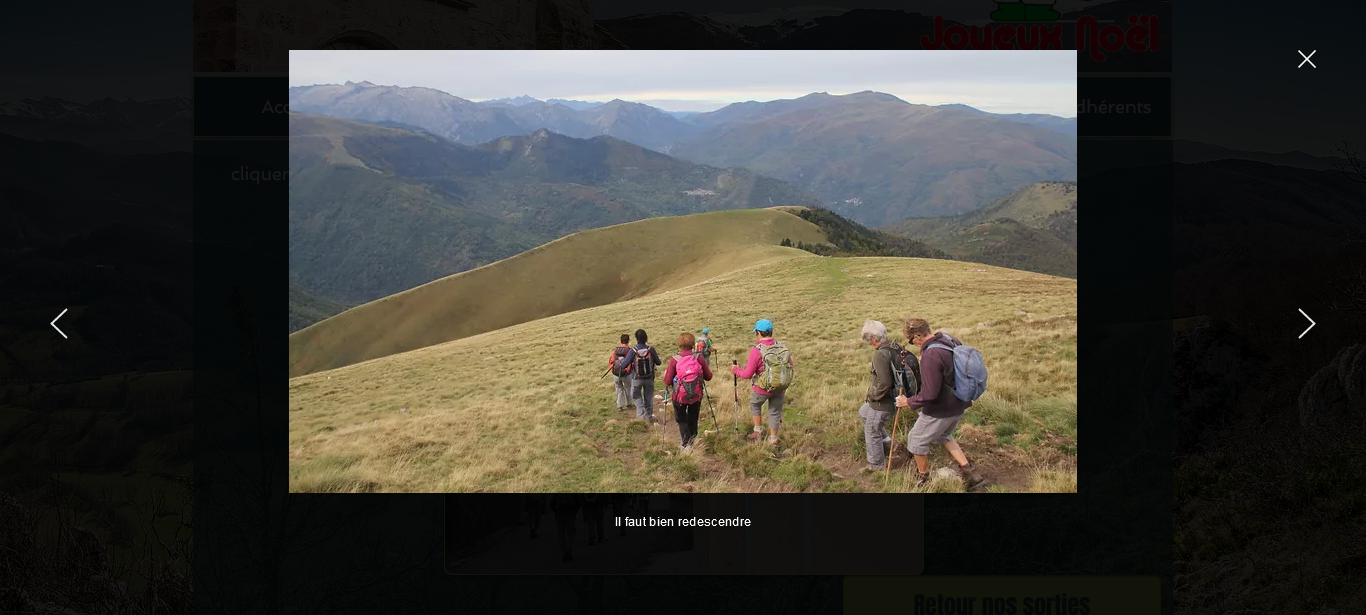 Joyeux Noël
Il faut bien redescendre
Retour nos sorties